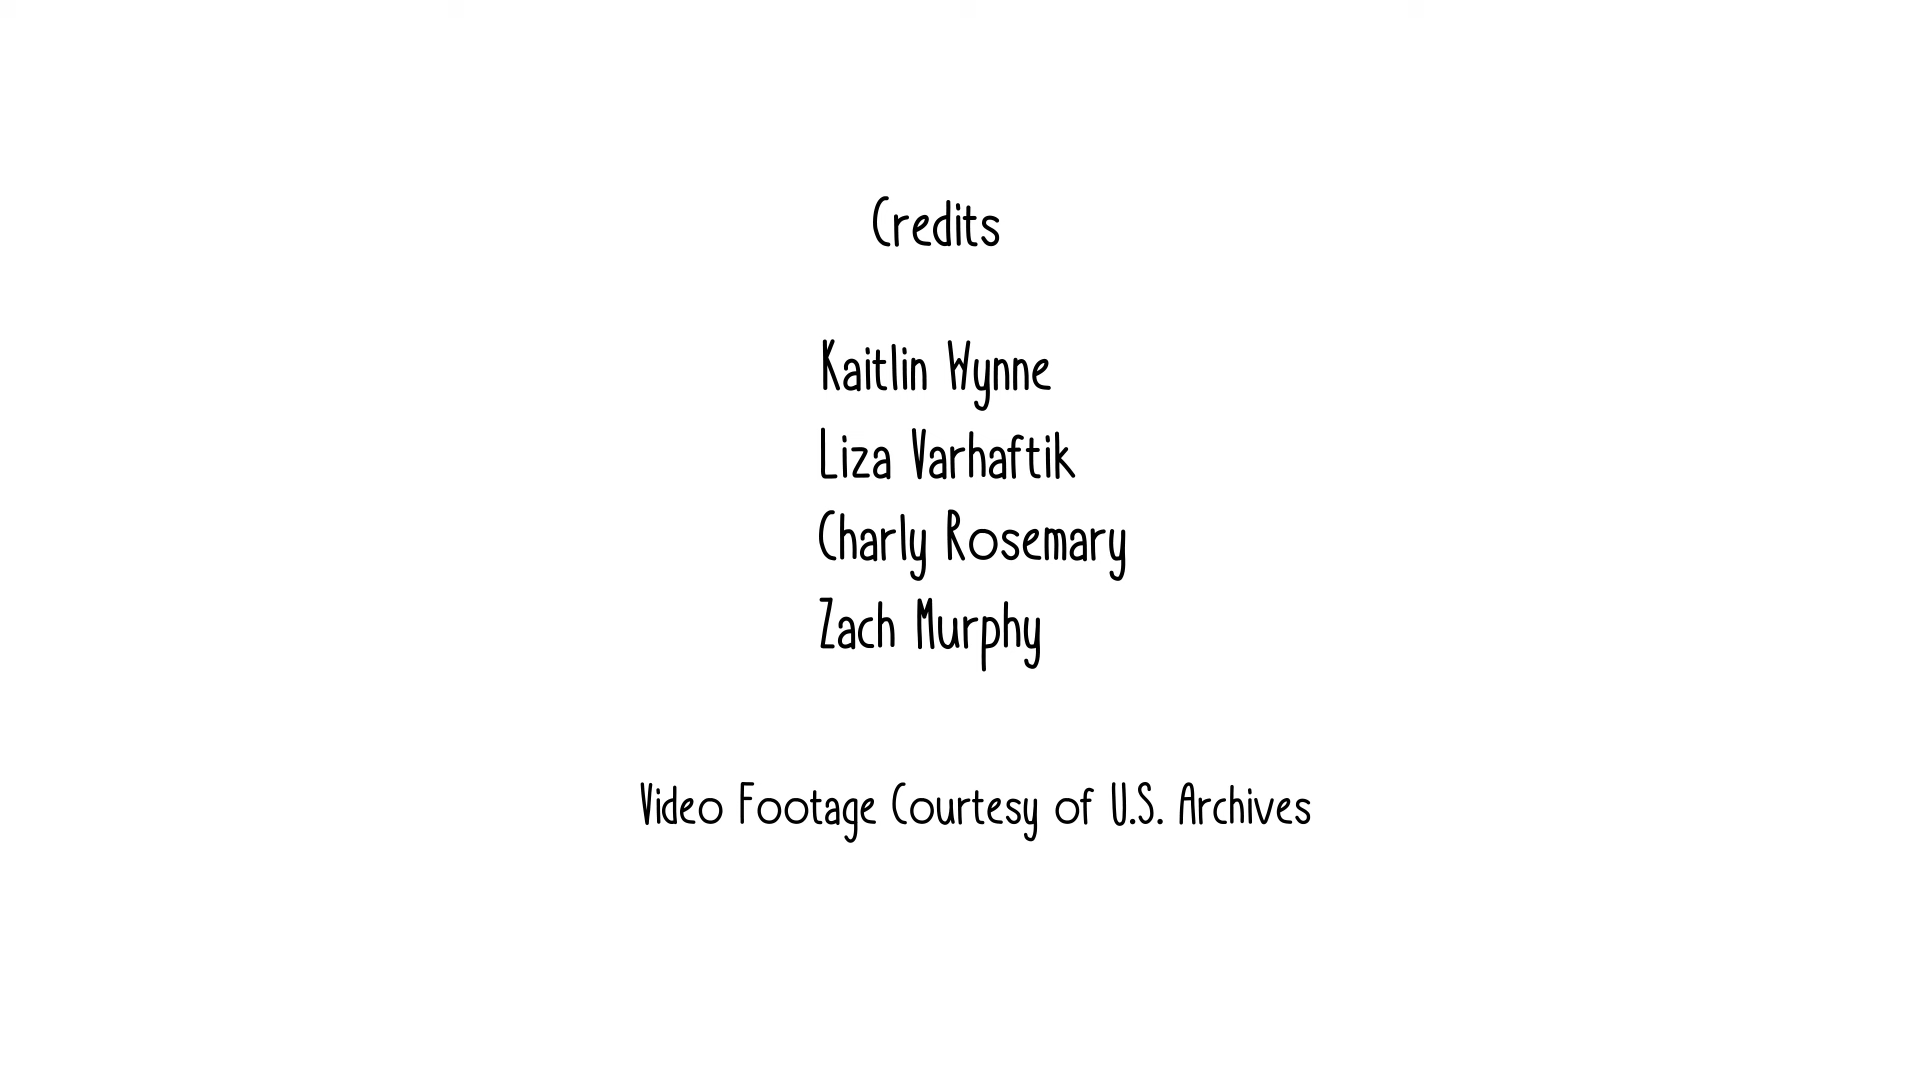 Credits
Kaitlin Wynne
Liza Varhaftik
Charly Rosemary
Zach Murphy
Video Footage Courtesy of U.S. Archives